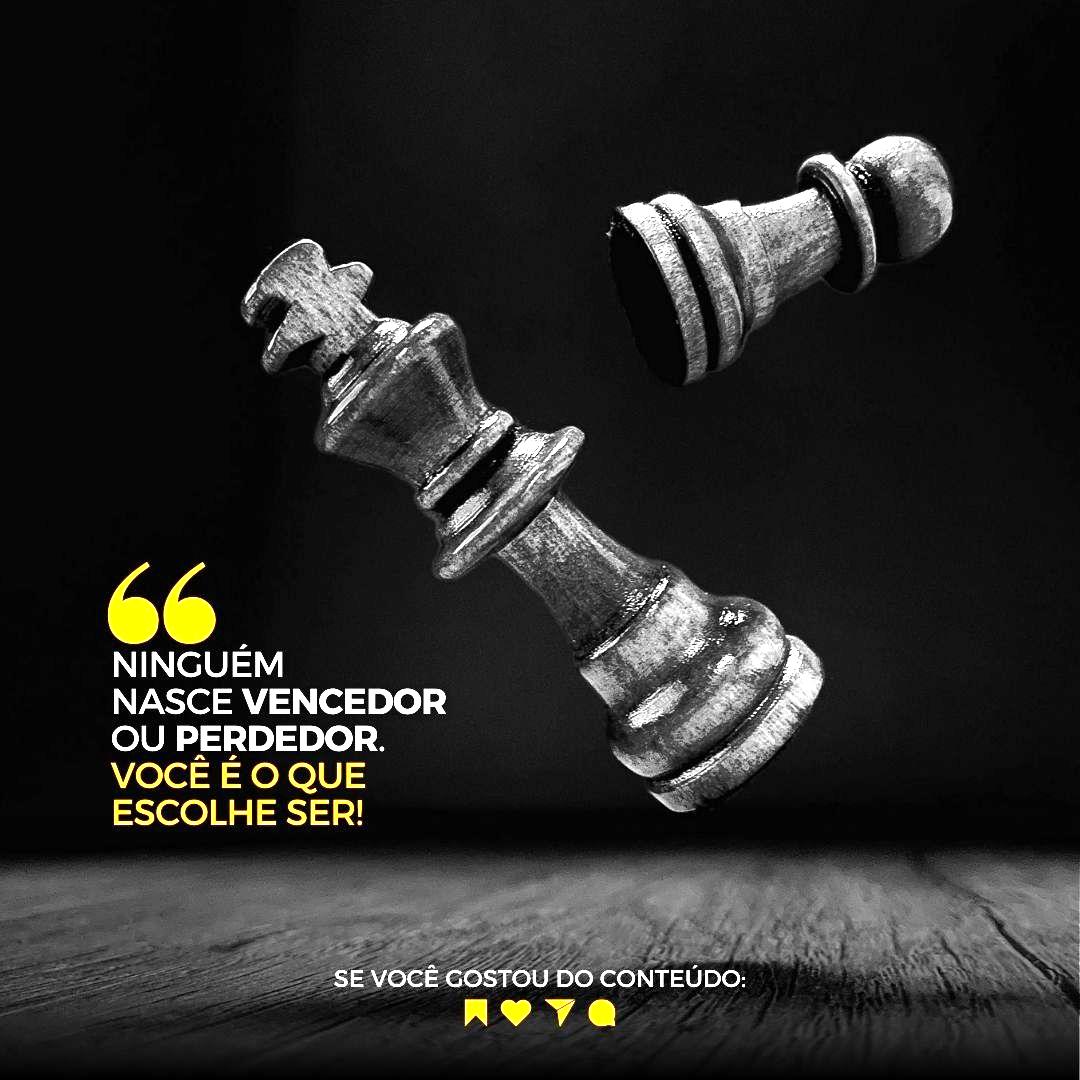 NINGUÉM
NASCE VENCEDOR
OU PERDEDOR.
VOCÊ É O QUE
ESCOLHE SER!
SE VOCÊ GOSTOU DO CONTEÚDO: